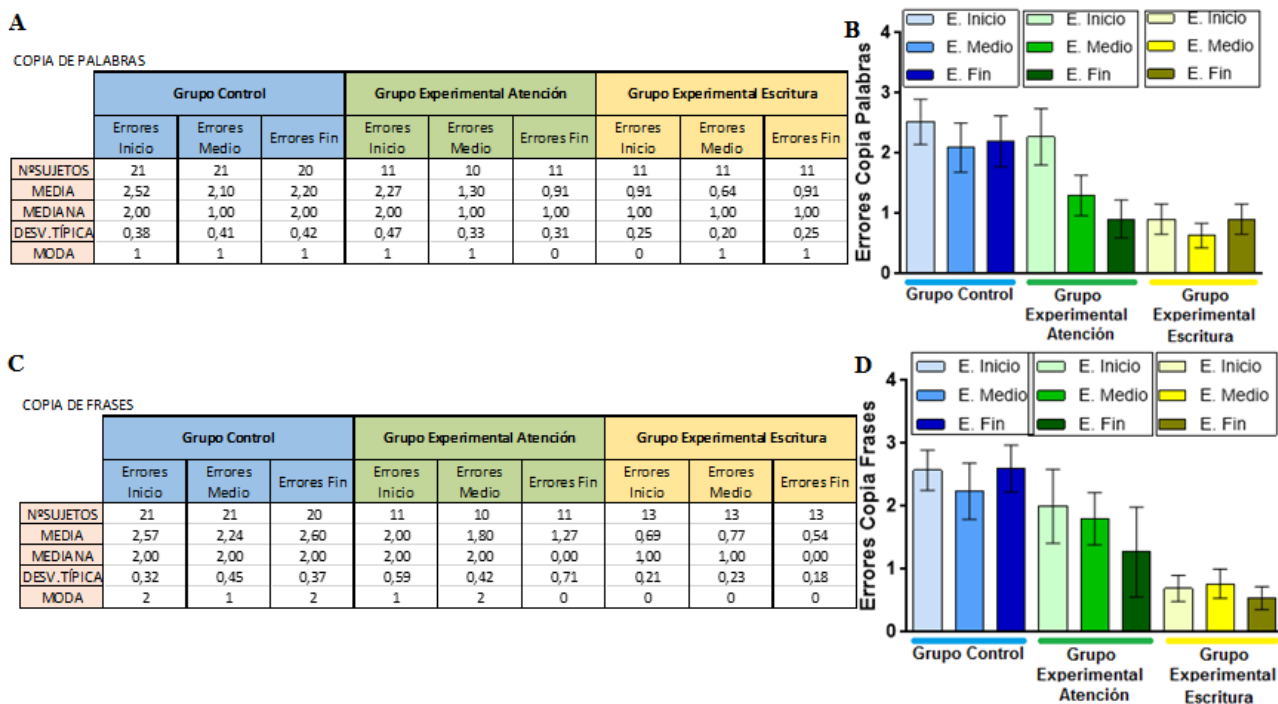 A
COPIA DE PALABRAS
Grupo Control Grupo Experimental Atención Grupo Experimental Escritura
Errores Inicio Errores Medio Errores Fin Errores Inicio Errores Medio Errores Fin Errores Inicio Errores Medio Errores Fin
NºSUJETOS 21 21 20 11 10 11 11 11 11
MEDIA 2,52 2,10 2,20 2,27 1,30 0,91 0,91 0,64 0,91
MEDIANA 2,00 1,00 2,00 2,00 1,00 1,00 1,00 1,00 1,00
DESV.TÍPICA 0,38 0,41 0,42 0,47 0,33 0,31 0,25 0,20 0,25
MODA 1 1 1 1 1 0 0 1 1
B
E. Inicio E. Inicio E. Inicio
E. Medio E. Medio E. Medio
E. Fin E. Fin E. Fin
Errores Copia Palabras
4
3
2
1
0
Grupo Control
Grupo
Experimental
Atención
Grupo
Experimental
Escritura
C
COPIA DE FRASES
Grupo Control Grupo Experimental Atención Grupo Experimental Escritura
Errores Inicio Errores Medio Errores Fin Errores Inicio Errores Medio Errores Fin Errores Inicio Errores Medio Errores Fin
NºSUJETOS 21 21 20 11 10 11 13 13 13
MEDIA 2,57 2,24 2,60 2,00 1,80 1,27 0,69 0,77 0,54
MEDIANA 2,00 2,00 2,00 2,00 2,00 0,00 1,00 1,00 0,00
DESV.TÍPICA 0,32 0,45 0,37 0,59 0,42 0,71 0,21 0,23 0,18
MODA 2 1 2 1 2 0 0 0 0
D
E. Inicio E. Inicio E. Inicio
E. Medio E. Medio E. Medio
E. Fin E. Fin E. Fin
Errores Copia Frases
4
3
2
1
0
Grupo Control
Grupo
Experimental
Atención
Grupo
Experimental
Escritura